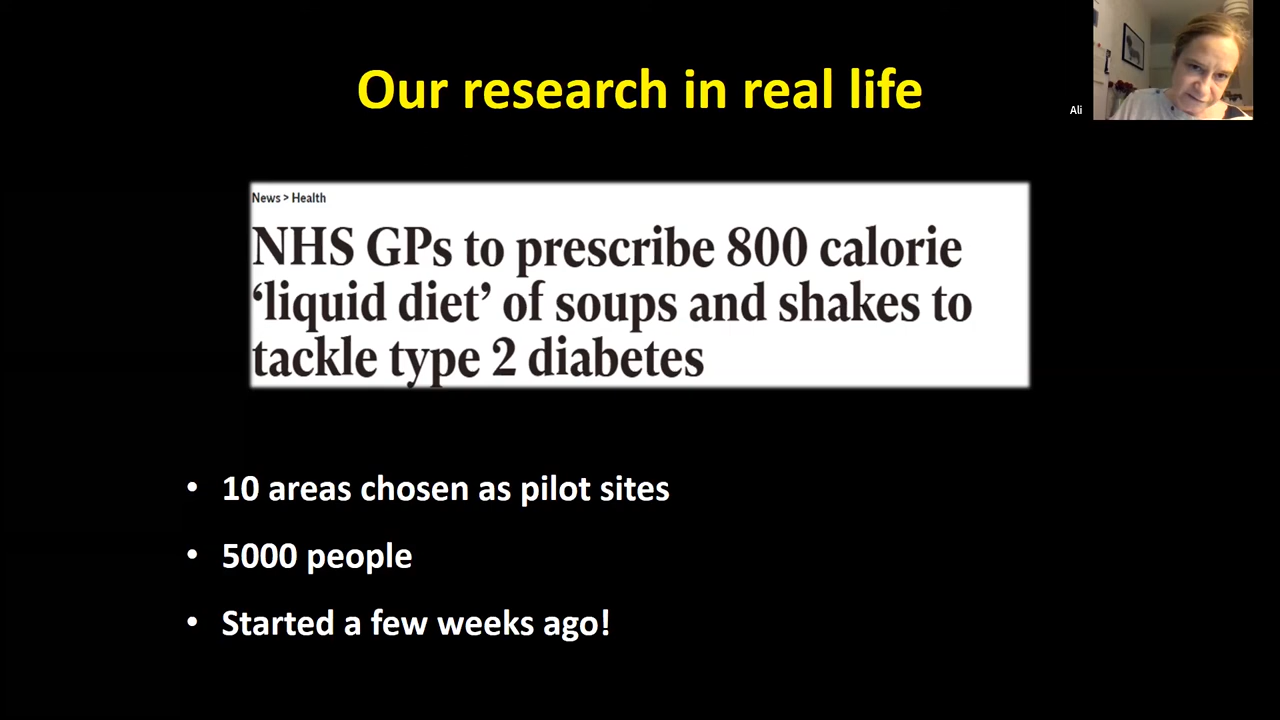 Our research in real life
Ali
News > Health
NHS GPs to prescribe 800 calorie
‘liquid diet’ of soups and shakes to
tackle type 2 diabetes
• 10 areas chosen as pilot sites
• 5000 people
• Started a few weeks ago!